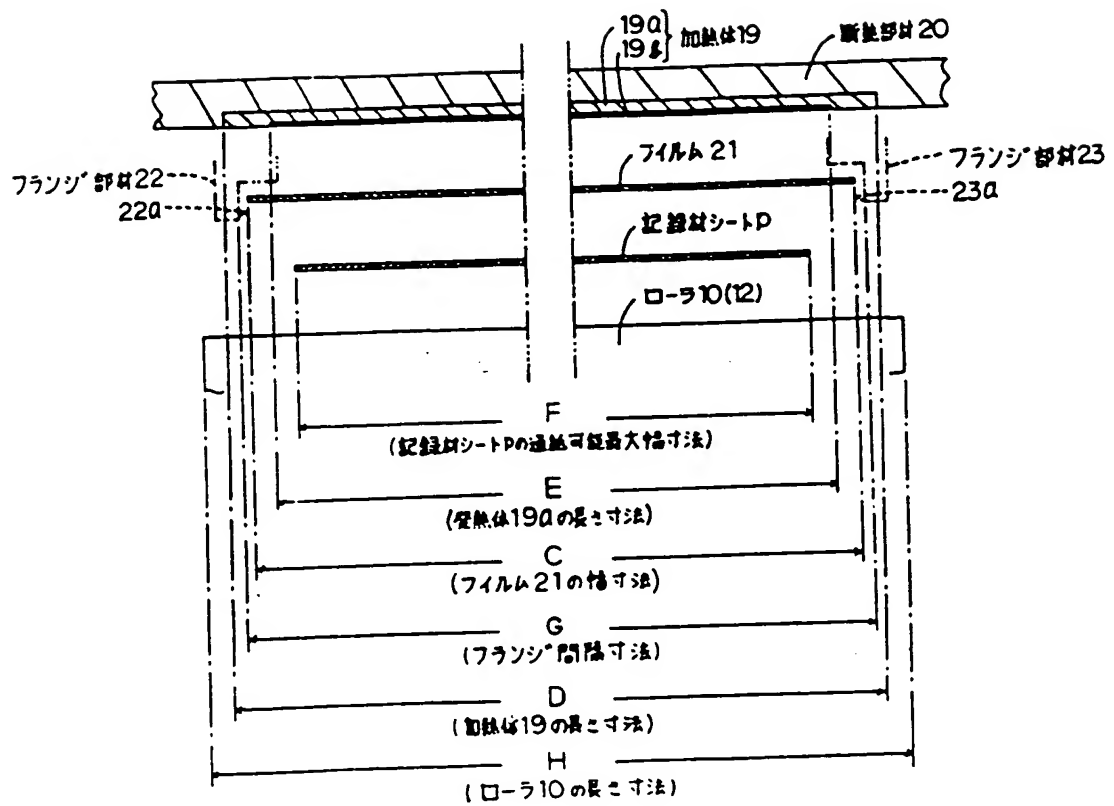 19a
19b
加熱体19
断熱部材20
フランジ部材22
22a
フイルム21
フランジ部材23
23a
記録材シートP
ローラ10(12)
F
(記録材シートPの通紙可能最大幅寸法)
E
(発熱体19aの長さ寸法)
C
(フイルム21の幅寸法)
G
(フランジ間隔寸法)
D
(加熱体19の長さ寸法)
H
(ローラ10の長さ寸法)